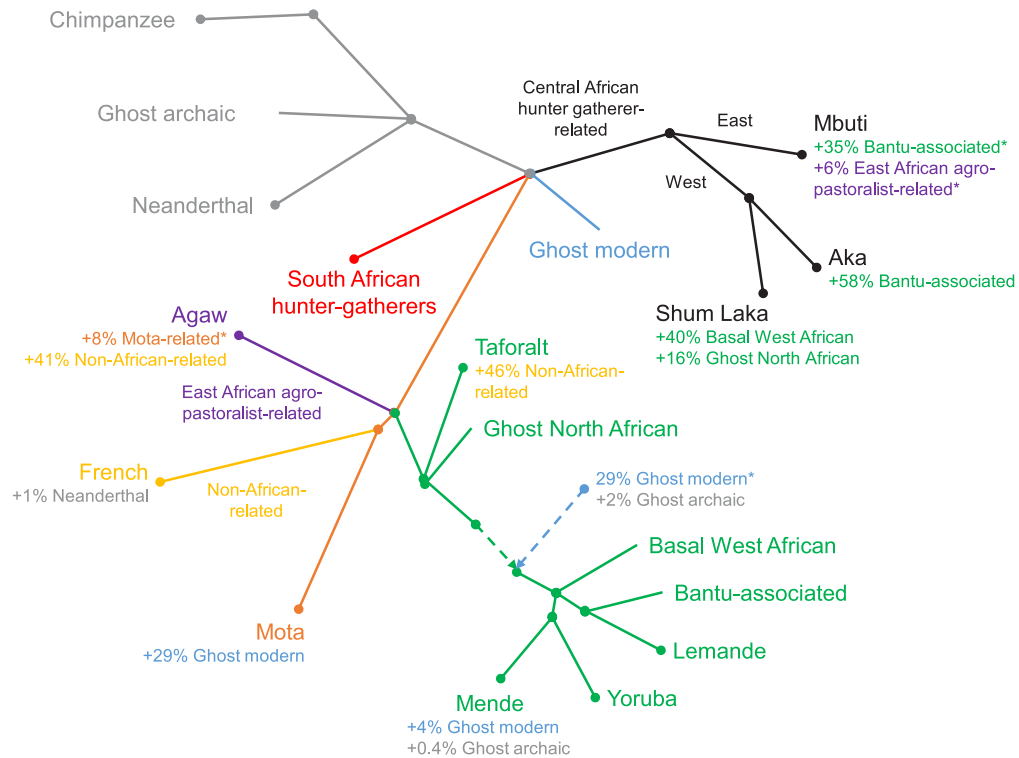 Chimpanzee
Ghost archaic
Neanderthal
Central African
hunter gatherer-
related
East
West
Mbuti
+35% Bantu-associated*
+6% East African agro-
pastoralist-related*
Aka
+58% Bantu-associated
Shum Laka
+40% Basal West African
+16% Ghost North African
Ghost modern
South African
hunter-gatherers
Agaw
+8% Mota-related*
+41% Non-African-related
East African agro-
pastoralist-related
Taforalt
+46% Non-African-
related
Ghost North African
French
+1% Neanderthal
Non-African-
related
29% Ghost modern*
+2% Ghost archaic
Basal West African
Bantu-associated
Lemande
Yoruba
Mende
+4% Ghost modern
+0.4% Ghost archaic
Mota
+29% Ghost modern